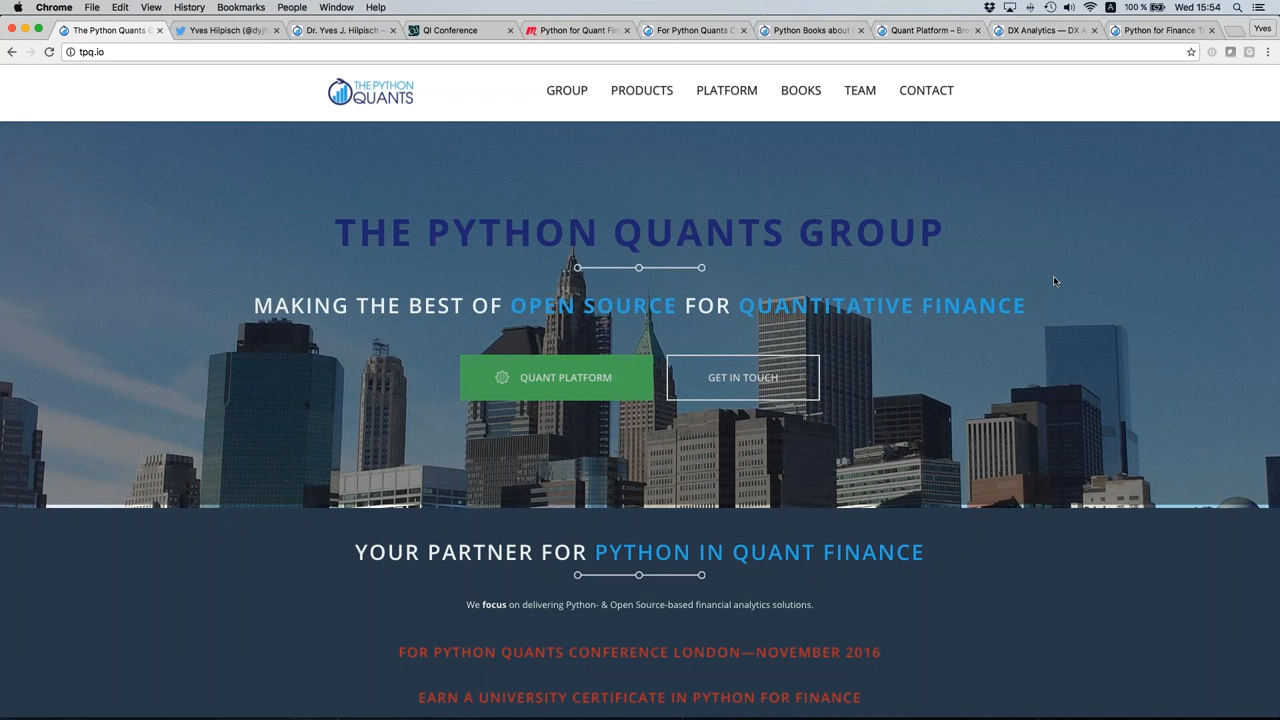 Chrome File Edit View History Bookmarks People Window Help 100 % Wed 15:54
The Python Quants G Yves Hilpisch (@dyjh Dr. Yves J. Hilpisch – QI Conference Python for Quant Fin For Python Quants C Python Books about Quant Platform – Bro DX Analytics — DX A Python for Finance T Yves
tpq.io
THE PYTHON QUANTS
GROUP PRODUCTS PLATFORM BOOKS TEAM CONTACT
THE PYTHON QUANTS GROUP
MAKING THE BEST OF OPEN SOURCE FOR QUANTITATIVE FINANCE
QUANT PLATFORM GET IN TOUCH
YOUR PARTNER FOR PYTHON IN QUANT FINANCE
We focus on delivering Python- & Open Source-based financial analytics solutions.
FOR PYTHON QUANTS CONFERENCE LONDON—NOVEMBER 2016
EARN A UNIVERSITY CERTIFICATE IN PYTHON FOR FINANCE